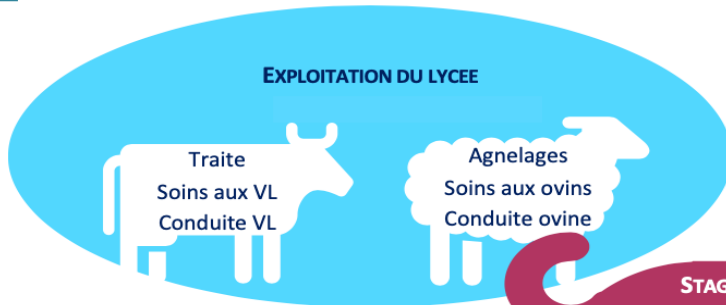 EXPLOITATION DU LYCEE
Traite
Soins aux VL
Conduite VL
Agnelages
Soins aux ovins
Conduite ovine